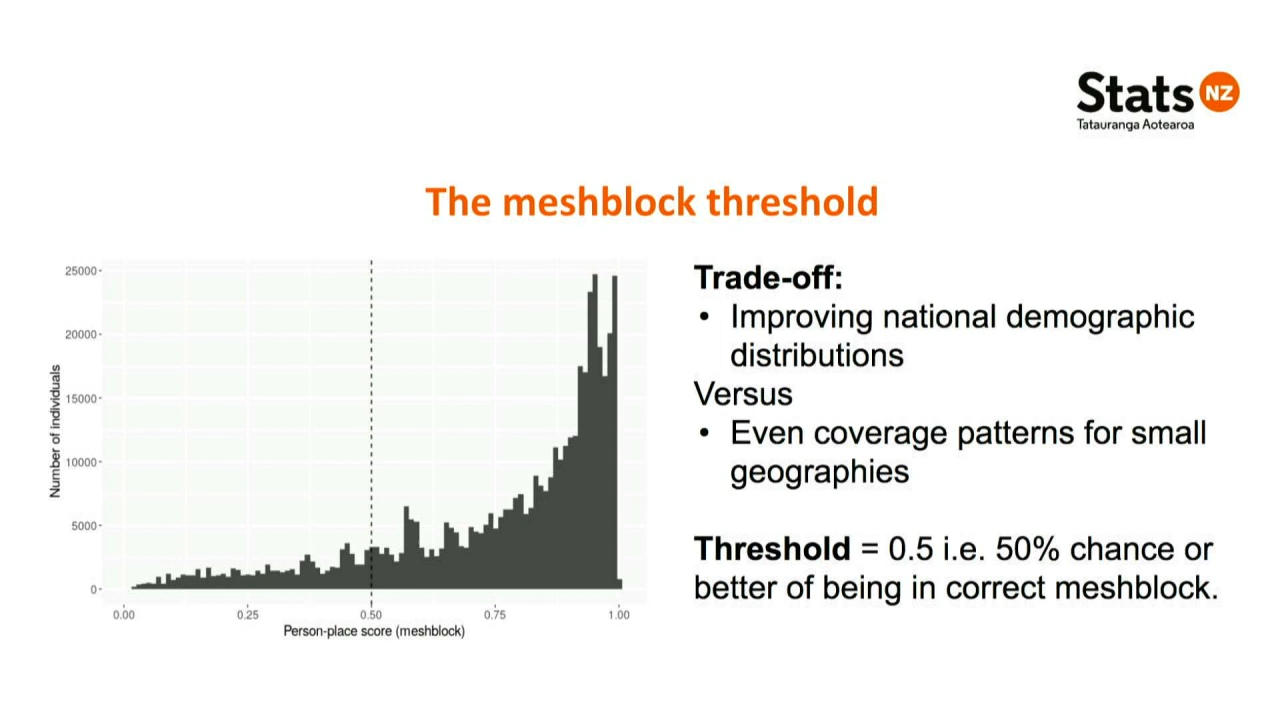 Stats NZ
Tatauranga Aotearoa
The meshblock threshold
25000
20000
15000
10000
5000
0
Number of individuals
0.00 0.25 0.50 0.75 1.00
Person-place score (meshblock)
Trade-off:
• Improving national demographic
distributions
Versus
• Even coverage patterns for small
geographies
Threshold = 0.5 i.e. 50% chance or
better of being in correct meshblock.